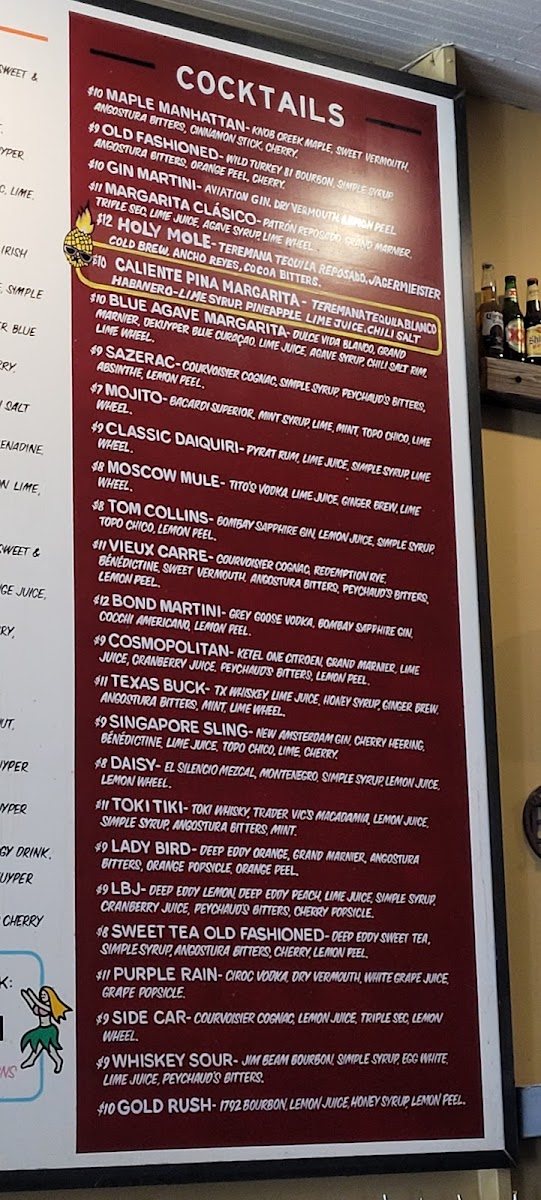 COCKTAILS
$10 MAPLE MANHATTAN- KNOB CREEK MAPLE, SWEET VERMOUTH,
ANGOSTURA BITTERS, CINNAMON STICK, CHERRY.
$9 OLD FASHIONED- WILD TURKEY 81 BOURBON, SIMPLE SYRUP,
ANGOSTURA BITTERS, ORANGE PEEL, CHERRY.
$10 GIN MARTINI- AVIATION GIN, DRY VERMOUTH, LEMON PEEL
$11 MARGARITA CLÁSICO- PATRÓN REPOSADO, GRAND MARNIER,
TRIPLE SEC, LIME JUICE, AGAVE SYRUP, LIME WHEEL.
$12 HOLY MOLE- TEREMANA TEQUILA REPOSADO, JAGERMIESTER
COLD BREW, ANCHO REYES, COCOA BITTERS.
$10 CALIENTE PINA MARGARITA - TEREMANA TEQUILA BLANCO
HABANERO-LIME SYRUP PINEAPPLE LIME JUICE, CHILI SALT
$10 BLUE AGAVE MARGARITA- DULCE VIDA BLANCO, GRAND
MARNIER, DEKUYPER BLUE CURAÇAO, LIME JUICE, AGAVE SYRUP, CHILI SALT RIM,
LIME WHEEL.
$9 SAZERAC- COURVOISIER COGNAC, SIMPLE SYRUP, PEYCHAUD'S BITTERS,
ABSINTHE, LEMON PEEL.
$7 MOJITO- BACARDI SUPERIOR, MINT SYRUP, LIME, MINT, TOPO CHICO, LIME
WHEEL.
$9 CLASSIC DAIQUIRI- PYRAT RUM, LIME JUICE, SIMPLE SYRUP, LIME
WHEEL.
$8 MOSCOW MULE- TITO'S VODKA, LIME JUICE, GINGER BREW, LIME
WHEEL.
$8 TOM COLLINS- BOMBAY SAPPHIRE GIN, LEMON JUICE, SIMPLE SYRUP,
TOPO CHICO, LEMON PEEL.
$11 VIEUX CARRE- COURVOISIER COGNAC, REDEMPTION RYE,
BÉNÉDICTINE, SWEET VERMOUTH, ANGOSTURA BITTERS, PEYCHAUD'S BITTERS,
LEMON PEEL.
$12 BOND MARTINI- GREY GOOSE VODKA, BOMBAY SAPPHIRE GIN,
COCCHI AMERICANO, LEMON PEEL.
$9 COSMOPOLITAN- KETEL ONE CITROEN, GRAND MARNIER, LIME
JUICE, CRANBERRY JUICE, PEYCHAUD'S BITTERS, LEMON PEEL.
$11 TEXAS BUCK- TX WHISKEY, LIME JUICE, HONEY SYRUP, GINGER BREW,
ANGOSTURA BITTERS, MINT, LIME WHEEL.
$9 SINGAPORE SLING- NEW AMSTERDAM GIN, CHERRY HEERING,
BÉNÉDICTINE, LIME JUICE, TOPO CHICO, LIME, CHERRY.
$8 DAISY- EL SILENCIO MEZCAL, MONTENEGRO, SIMPLE SYRUP, LEMON JUICE,
LEMON WHEEL.
$11 TOKI TIKI- TOKI WHISKY, TRADER VIC'S MACADAMIA, LEMON JUICE,
SIMPLE SYRUP, ANGOSTURA BITTERS, MINT.
$9 LADY BIRD- DEEP EDDY ORANGE, GRAND MARNIER, ANGOSTURA
BITTERS, ORANGE POPSICLE, ORANGE PEEL.
$9 LBJ- DEEP EDDY LEMON, DEEP EDDY PEACH, LIME JUICE, SIMPLE SYRUP,
CRANBERRY JUICE, PEYCHAUD'S BITTERS, CHERRY POPSICLE.
$8 SWEET TEA OLD FASHIONED- DEEP EDDY SWEET TEA,
SIMPLE SYRUP, ANGOSTURA BITTERS, CHERRY, LEMON PEEL.
$11 PURPLE RAIN- CIROC VODKA, DRY VERMOUTH, WHITE GRAPE JUICE,
GRAPE POPSICLE.
$9 SIDE CAR- COURVOISIER COGNAC, LEMON JUICE, TRIPLE SEC, LEMON
WHEEL.
$9 WHISKEY SOUR- JIM BEAM BOURBON, SIMPLE SYRUP, EGG WHITE,
LIME JUICE, PEYCHAUD'S BITTERS.
$10 GOLD RUSH- 1792 BOURBON, LEMON JUICE, HONEY SYRUP, LEMON PEEL.
SWEET &
UYPER
C, LIME,
IRISH
SIMPLE
BLUE
SALT
LIME,
SWEET &
JUICE,
GY DRINK,
CHERRY